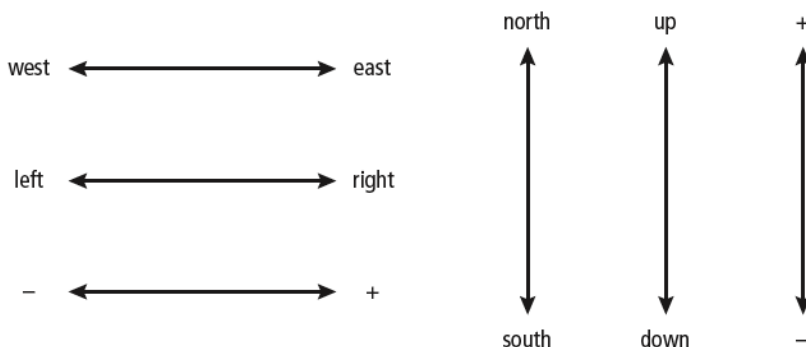 north up +
west east
left right
– +
south down –